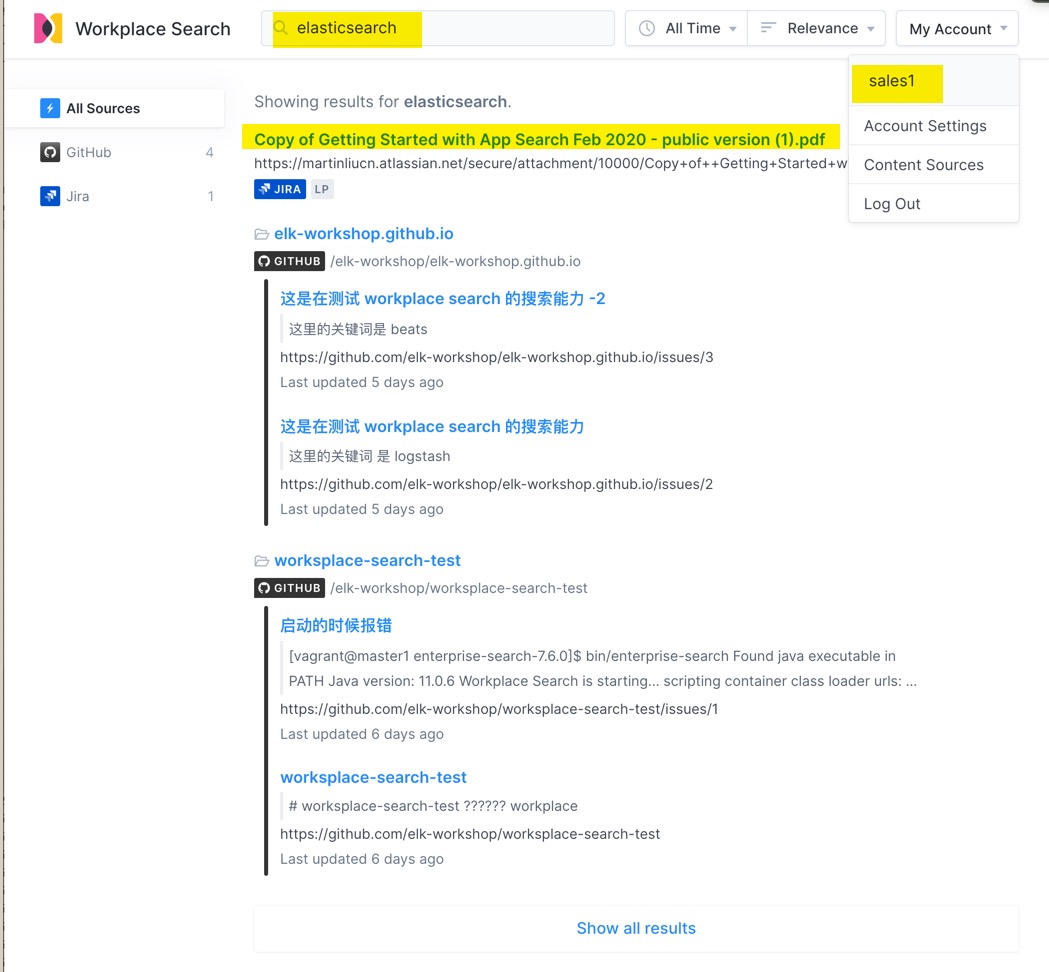 Workplace Search
elasticsearch
All Time
Relevance
My Account
sales1
Account Settings
Content Sources
Log Out
All Sources
GitHub 4
Jira 1
Showing results for elasticsearch.
Copy of Getting Started with App Search Feb 2020 - public version (1).pdf
https://martinliucn.atlassian.net/secure/attachment/10000/Copy+of++Getting+Started+w
JIRA LP
elk-workshop.github.io
GITHUB /elk-workshop/elk-workshop.github.io
这是在测试 workplace search 的搜索能力 -2
这里的关键词是 beats
https://github.com/elk-workshop/elk-workshop.github.io/issues/3
Last updated 5 days ago
这是在测试 workplace search 的搜索能力
这里的关键词 是 logstash
https://github.com/elk-workshop/elk-workshop.github.io/issues/2
Last updated 5 days ago
worksplace-search-test
GITHUB /elk-workshop/worksplace-search-test
启动的时候报错
[vagrant@master1 enterprise-search-7.6.0]$ bin/enterprise-search Found java executable in
PATH Java version: 11.0.6 Workplace Search is starting... scripting container class loader urls: ...
https://github.com/elk-workshop/worksplace-search-test/issues/1
Last updated 6 days ago
worksplace-search-test
# worksplace-search-test ?????? workplace
https://github.com/elk-workshop/worksplace-search-test
Last updated 6 days ago
Show all results